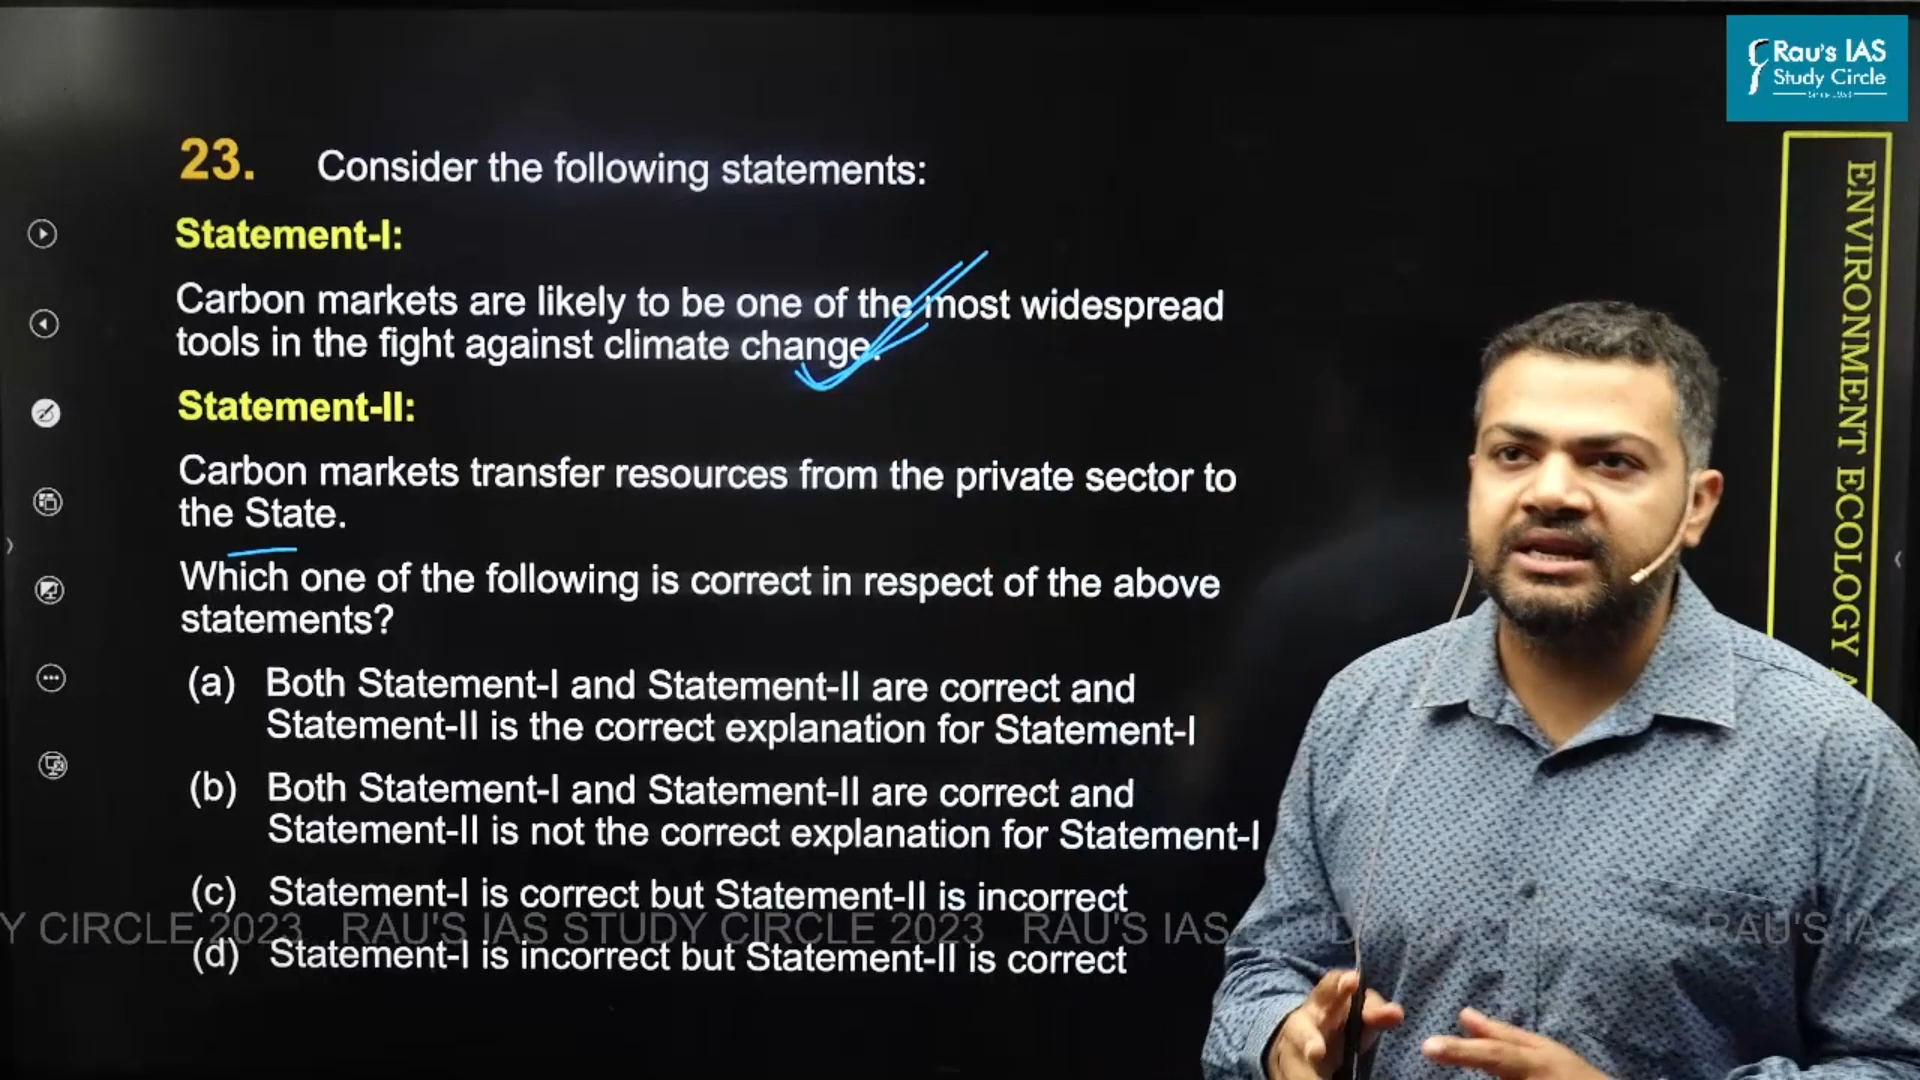 Rau's IAS
Study Circle
23. Consider the following statements:
Statement-I:
Carbon markets are likely to be one of the most widespread
tools in the fight against climate change.
Statement-II:
Carbon markets transfer resources from the private sector to
the State.
Which one of the following is correct in respect of the above
statements?
(a) Both Statement-I and Statement-II are correct and
Statement-II is the correct explanation for Statement-I
(b) Both Statement-I and Statement-II are correct and
Statement-II is not the correct explanation for Statement-I
(c) Statement-I is correct but Statement-II is incorrect
Y CIRCLE 2023 RAU'S IAS STUDY CIRCLE 2023 RAU'S IAS RAU'S IA
(d) Statement-I is incorrect but Statement-II is correct
ENVIRONMENT ECOLOGY